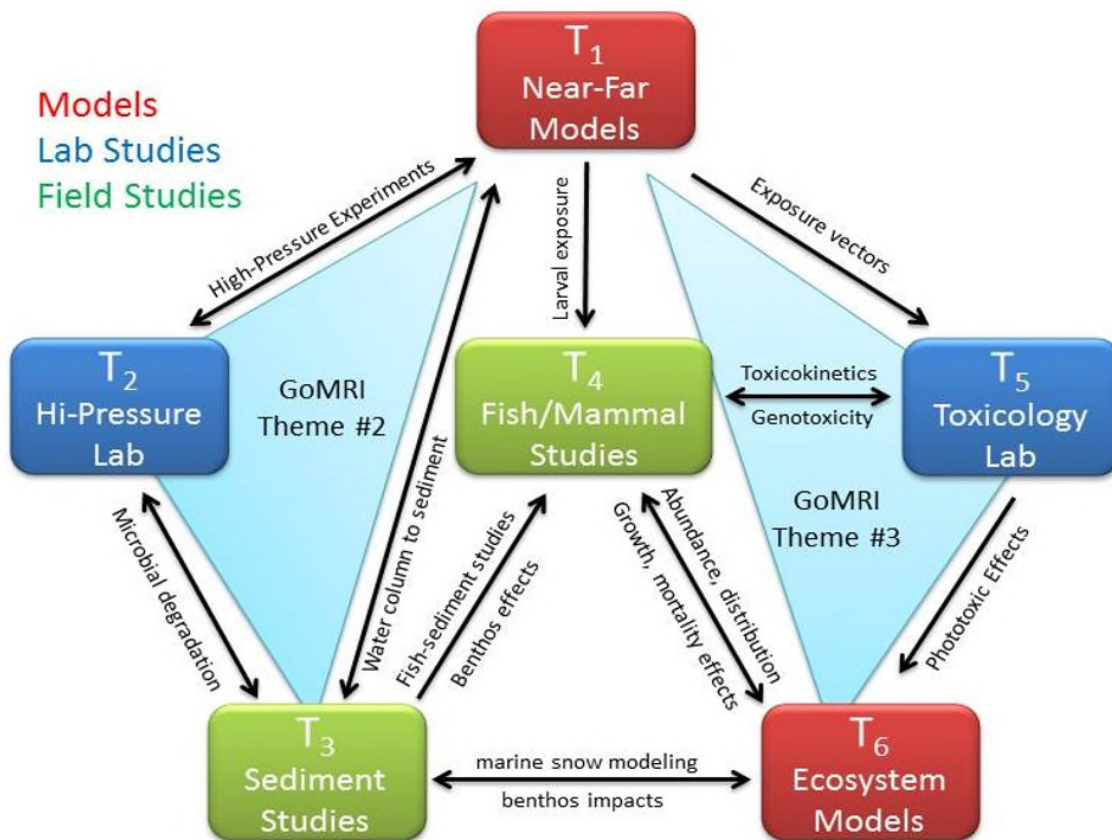 T1
Near-Far
Models
Models
Lab Studies
Field Studies
High-Pressure Experiments
Larval exposure
Exposure vectors
T2
Hi-Pressure
Lab
GoMRI
Theme #2
T4
Fish/Mammal
Studies
Toxicokinetics
Genotoxicity
T5
Toxicology
Lab
GoMRI
Theme #3
Microbial degradation
Water column to sediment
Fish-sediment studies
Benthos effects
Abundance, distribution
Growth, mortality effects
Phototoxic Effects
T3
Sediment
Studies
marine snow modeling
benthos impacts
T6
Ecosystem
Models